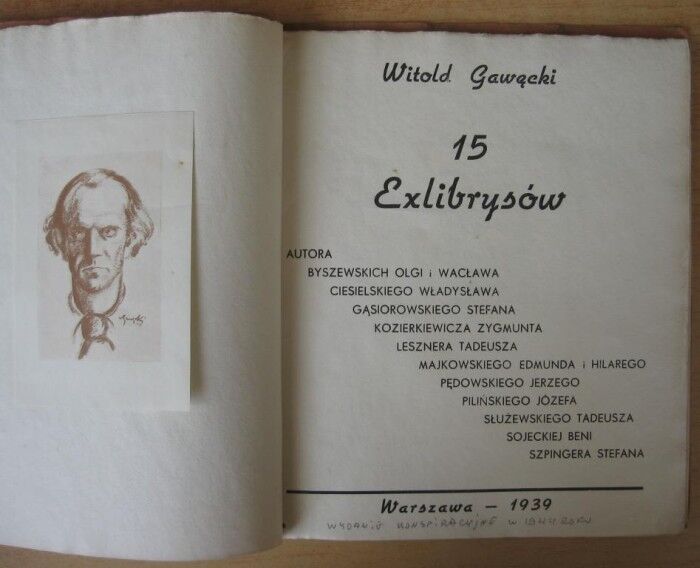 Witold Gawęcki
15
Exlibrysów
AUTORA
BYSZEWSKICH OLGI i WACŁAWA
CIESIELSKIEGO WŁADYSŁAWA
GĄSIOROWSKIEGO STEFANA
KOZIERKIEWICZA ZYGMUNTA
LESZNERA TADEUSZA
MAJKOWSKIEGO EDMUNDA i HILAREGO
PĘDOWSKIEGO JERZEGO
PILIŃSKIEGO JÓZEFA
SŁUŻEWSKIEGO TADEUSZA
SOJECKIEJ BENI
SZPINGERA STEFANA
Warszawa — 1939
WYDANIE KONSPIRACYJNE W 1944 ROKU